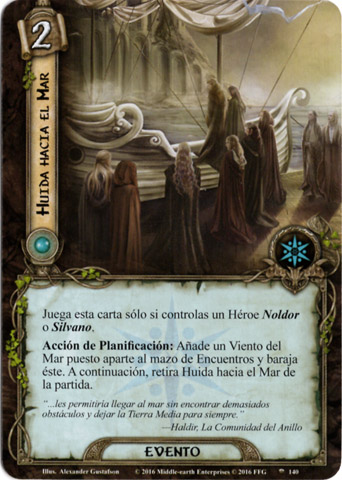 2
Huida hacia el Mar
Juega esta carta sólo si controlas un Héroe Noldor
o Silvano.
Acción de Planificación: Añade un Viento del
Mar puesto aparte al mazo de Encuentros y baraja
éste. A continuación, retira Huida hacia el Mar de
la partida.
“...les permitiría llegar al mar sin encontrar demasiados
obstáculos y dejar la Tierra Media para siempre.”
—Haldir, La Comunidad del Anillo
Evento
Illus. Alexander Gustafson © 2016 Middle-earth Enterprises © 2016 FFG 140